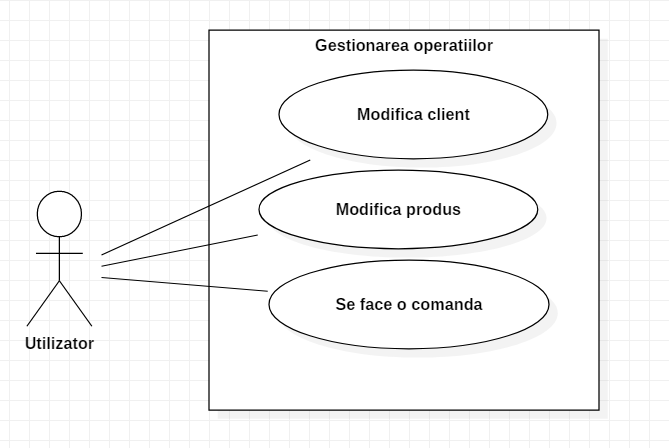 Gestionarea operatiilor
Modifica client
Modifica produs
Se face o comanda
Utilizator